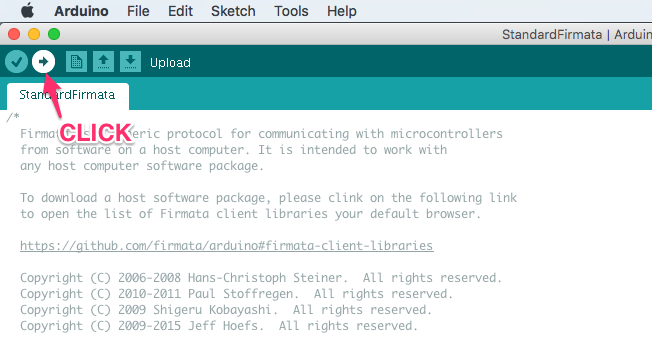 Arduino File Edit Sketch Tools Help
StandardFirmata | Arduin
Upload
StandardFirmata
/*
CLICK
eric protocol for communicating with microcontrollers
from software on a host computer. It is intended to work with
any host computer software package.
To download a host software package, please clink on the following link
to open the list of Firmata client libraries your default browser.
https://github.com/firmata/arduino#firmata-client-libraries
Copyright (C) 2006-2008 Hans-Christoph Steiner. All rights reserved.
Copyright (C) 2010-2011 Paul Stoffregen. All rights reserved.
Copyright (C) 2009 Shigeru Kobayashi. All rights reserved.
Copyright (C) 2009-2015 Jeff Hoefs. All rights reserved.